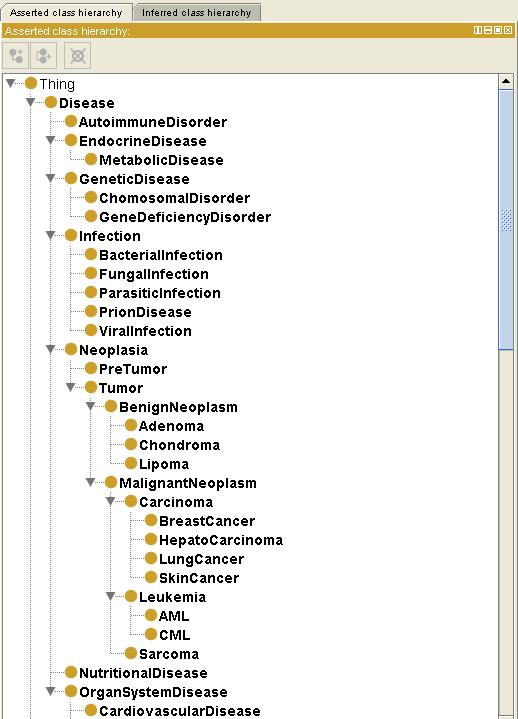 Asserted class hierarchy Inferred class hierarchy
Asserted class hierarchy:
Thing
Disease
AutoimmuneDisorder
EndocrineDisease
MetabolicDisease
GeneticDisease
ChomosomalDisorder
GeneDeficiencyDisorder
Infection
BacterialInfection
FungalInfection
ParasiticInfection
PrionDisease
ViralInfection
Neoplasia
PreTumor
Tumor
BenignNeoplasm
Adenoma
Chondroma
Lipoma
MalignantNeoplasm
Carcinoma
BreastCancer
HepatoCarcinoma
LungCancer
SkinCancer
Leukemia
AML
CML
Sarcoma
NutritionalDisease
OrganSystemDisease
CardiovascularDisease